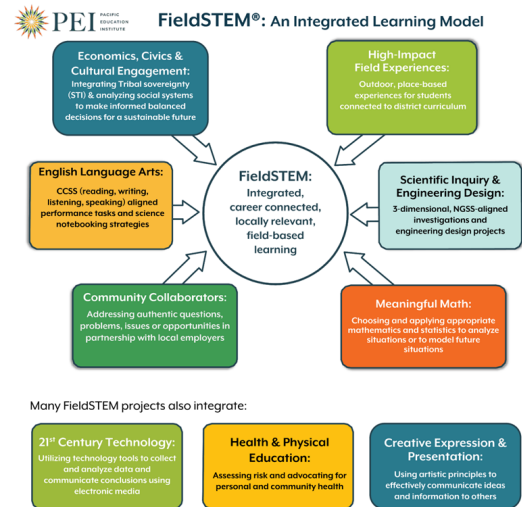 PEI PACIFIC
EDUCATION
INSTITUTE
FieldSTEM®: An Integrated Learning Model
Economics, Civics &
Cultural Engagement:
Integrating Tribal sovereignty
(STI) & analyzing social systems
to make informed balanced
decisions for a sustainable future
High-Impact
Field Experiences:
Outdoor, place-based
experiences for students
connected to district curriculum
English Language Arts:
CCSS (reading, writing,
listening, speaking) aligned
performance tasks and science
notebooking strategies
FieldSTEM:
Integrated,
career connected,
locally relevant,
field-based
learning
Scientific Inquiry &
Engineering Design:
3-dimensional, NGSS-aligned
investigations and
engineering design projects
Community Collaborators:
Addressing authentic questions,
problems, issues or opportunities in
partnership with local employers
Meaningful Math:
Choosing and applying appropriate
mathematics and statistics to analyze
situations or to model future
situations
Many FieldSTEM projects also integrate:
21st Century Technology:
Utilizing technology tools to collect
and analyze data and
communicate conclusions using
electronic media
Health & Physical
Education:
Assessing risk and advocating for
personal and community health
Creative Expression &
Presentation:
Using artistic principles to
effectively communicate ideas
and information to others